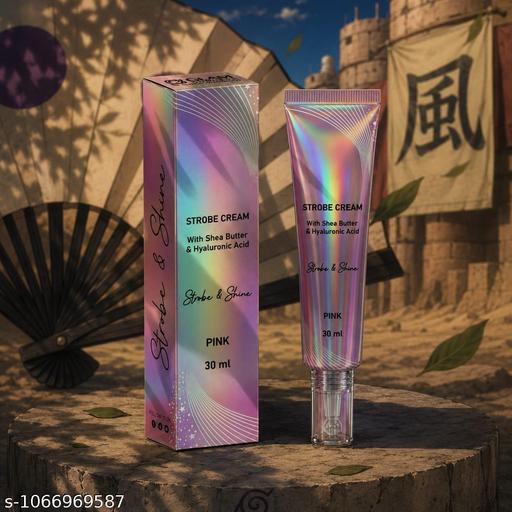 STROBE CREAM
With Shea Butter
& Hyaluronic Acid
Strobe & Shine
PINK
30 ml
Strobe & Shine
STROBE CREAM
With Shea Butter
& Hyaluronic Acid
Strobe & Shine
PINK
30 ml
風
s-1066969587